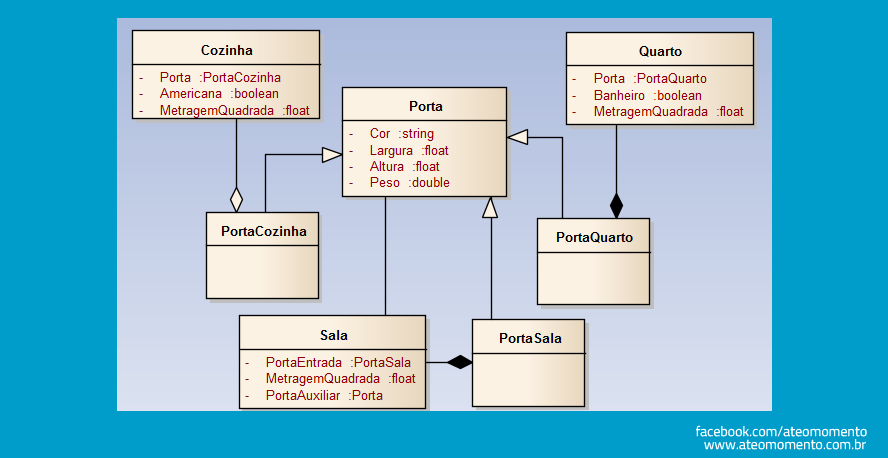 Cozinha
- Porta :PortaCozinha
- Americana :boolean
- MetragemQuadrada :float
Quarto
- Porta :PortaQuarto
- Banheiro :boolean
- MetragemQuadrada :float
Porta
- Cor :string
- Largura :float
- Altura :float
- Peso :double
PortaCozinha
PortaQuarto
Sala
- PortaEntrada :PortaSala
- MetragemQuadrada :float
- PortaAuxiliar :Porta
PortaSala
facebook.com/ateomomento
www.ateomomento.com.br